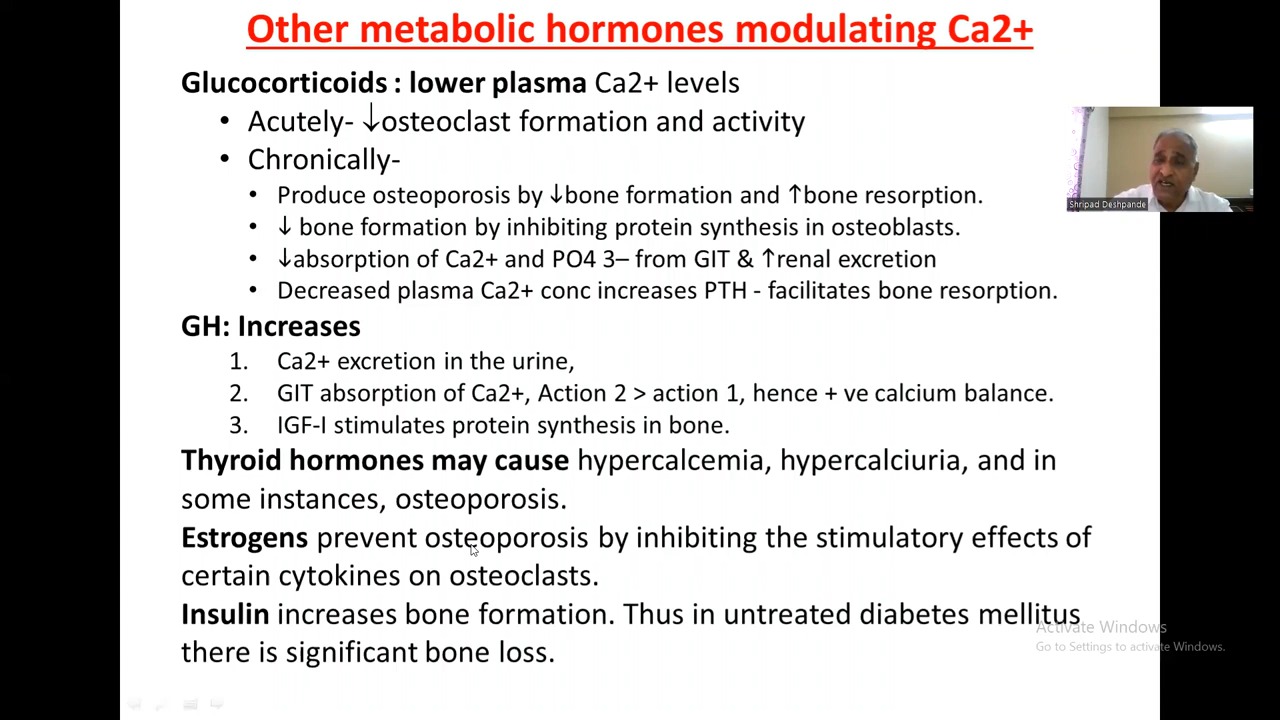 Other metabolic hormones modulating Ca2+
Glucocorticoids : lower plasma Ca2+ levels
• Acutely- ↓osteoclast formation and activity
• Chronically-
• Produce osteoporosis by ↓bone formation and ↑bone resorption.
• ↓ bone formation by inhibiting protein synthesis in osteoblasts.
• ↓absorption of Ca2+ and PO4 3– from GIT & ↑renal excretion
• Decreased plasma Ca2+ conc increases PTH - facilitates bone resorption.
GH: Increases
1. Ca2+ excretion in the urine,
2. GIT absorption of Ca2+, Action 2 > action 1, hence + ve calcium balance.
3. IGF-I stimulates protein synthesis in bone.
Thyroid hormones may cause hypercalcemia, hypercalciuria, and in
some instances, osteoporosis.
Estrogens prevent osteoporosis by inhibiting the stimulatory effects of
certain cytokines on osteoclasts.
Insulin increases bone formation. Thus in untreated diabetes mellitus
there is significant bone loss.
Shripad Deshpande
Activate Windows
Go to Settings to activate Windows.